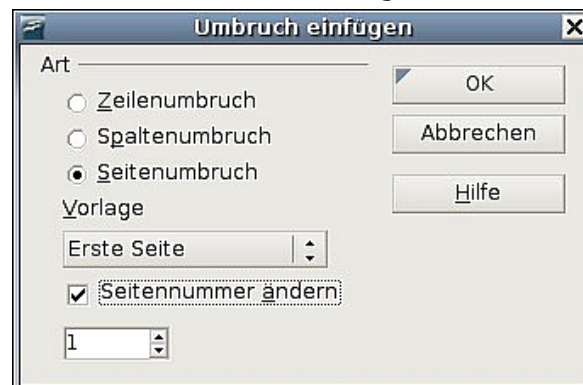 Umbruch einfügen
Art
Zeilenumbruch
Spaltenumbruch
Seitenumbruch
Vorlage
Erste Seite
Seitennummer ändern
1
OK
Abbrechen
Hilfe